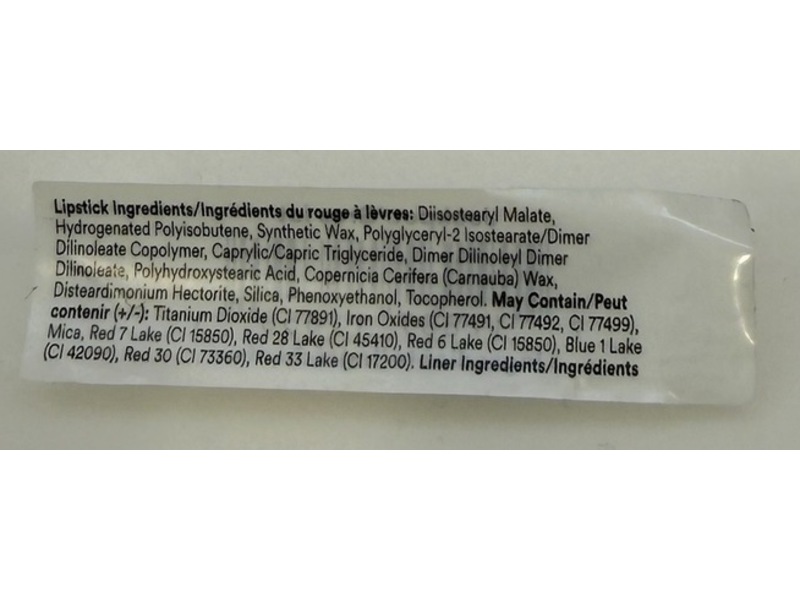 Lipstick Ingredients/Ingrédients du rouge à lèvres: Diisostearyl Malate,
Hydrogenated Polyisobutene, Synthetic Wax, Polyglyceryl-2 Isostearate/Dimer
Dilinoleate Copolymer, Caprylic/Capric Triglyceride, Dimer Dilinoleyl Dimer
Dilinoleate, Polyhydroxystearic Acid, Copernicia Cerifera (Carnauba) Wax,
Disteardimonium Hectorite, Silica, Phenoxyethanol, Tocopherol. May Contain/Peut
contenir (+/-): Titanium Dioxide (CI 77891), Iron Oxides (CI 77491, CI 77492, CI 77499),
Mica, Red 7 Lake (CI 15850), Red 28 Lake (CI 45410), Red 6 Lake (CI 15850), Blue 1 Lake
(CI 42090), Red 30 (CI 73360), Red 33 Lake (CI 17200). Liner Ingredients/Ingrédients